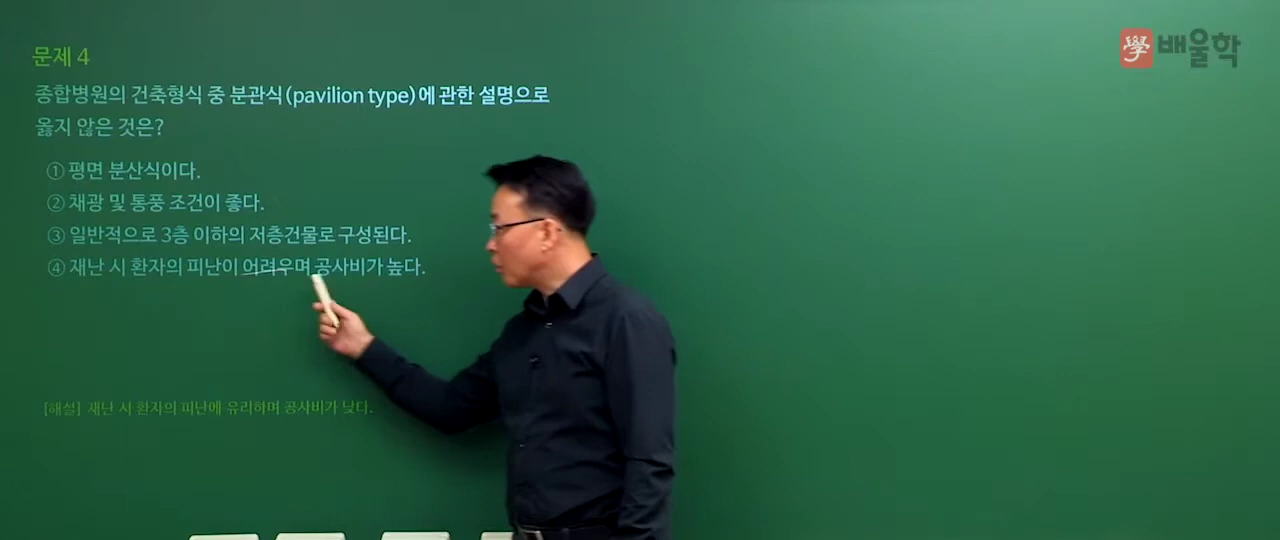 문제 4
學 배울학
종합병원의 건축형식 중 분관식(pavilion type)에 관한 설명으로
옳지 않은 것은?
① 평면 분산식이다.
② 채광 및 통풍 조건이 좋다.
③ 일반적으로 3층 이하의 저층건물로 구성된다.
④ 재난 시 환자의 피난이 어려우며 공사비가 높다.
[해설] 재난 시 환자의 피난에 유리하며 공사비가 낮다.